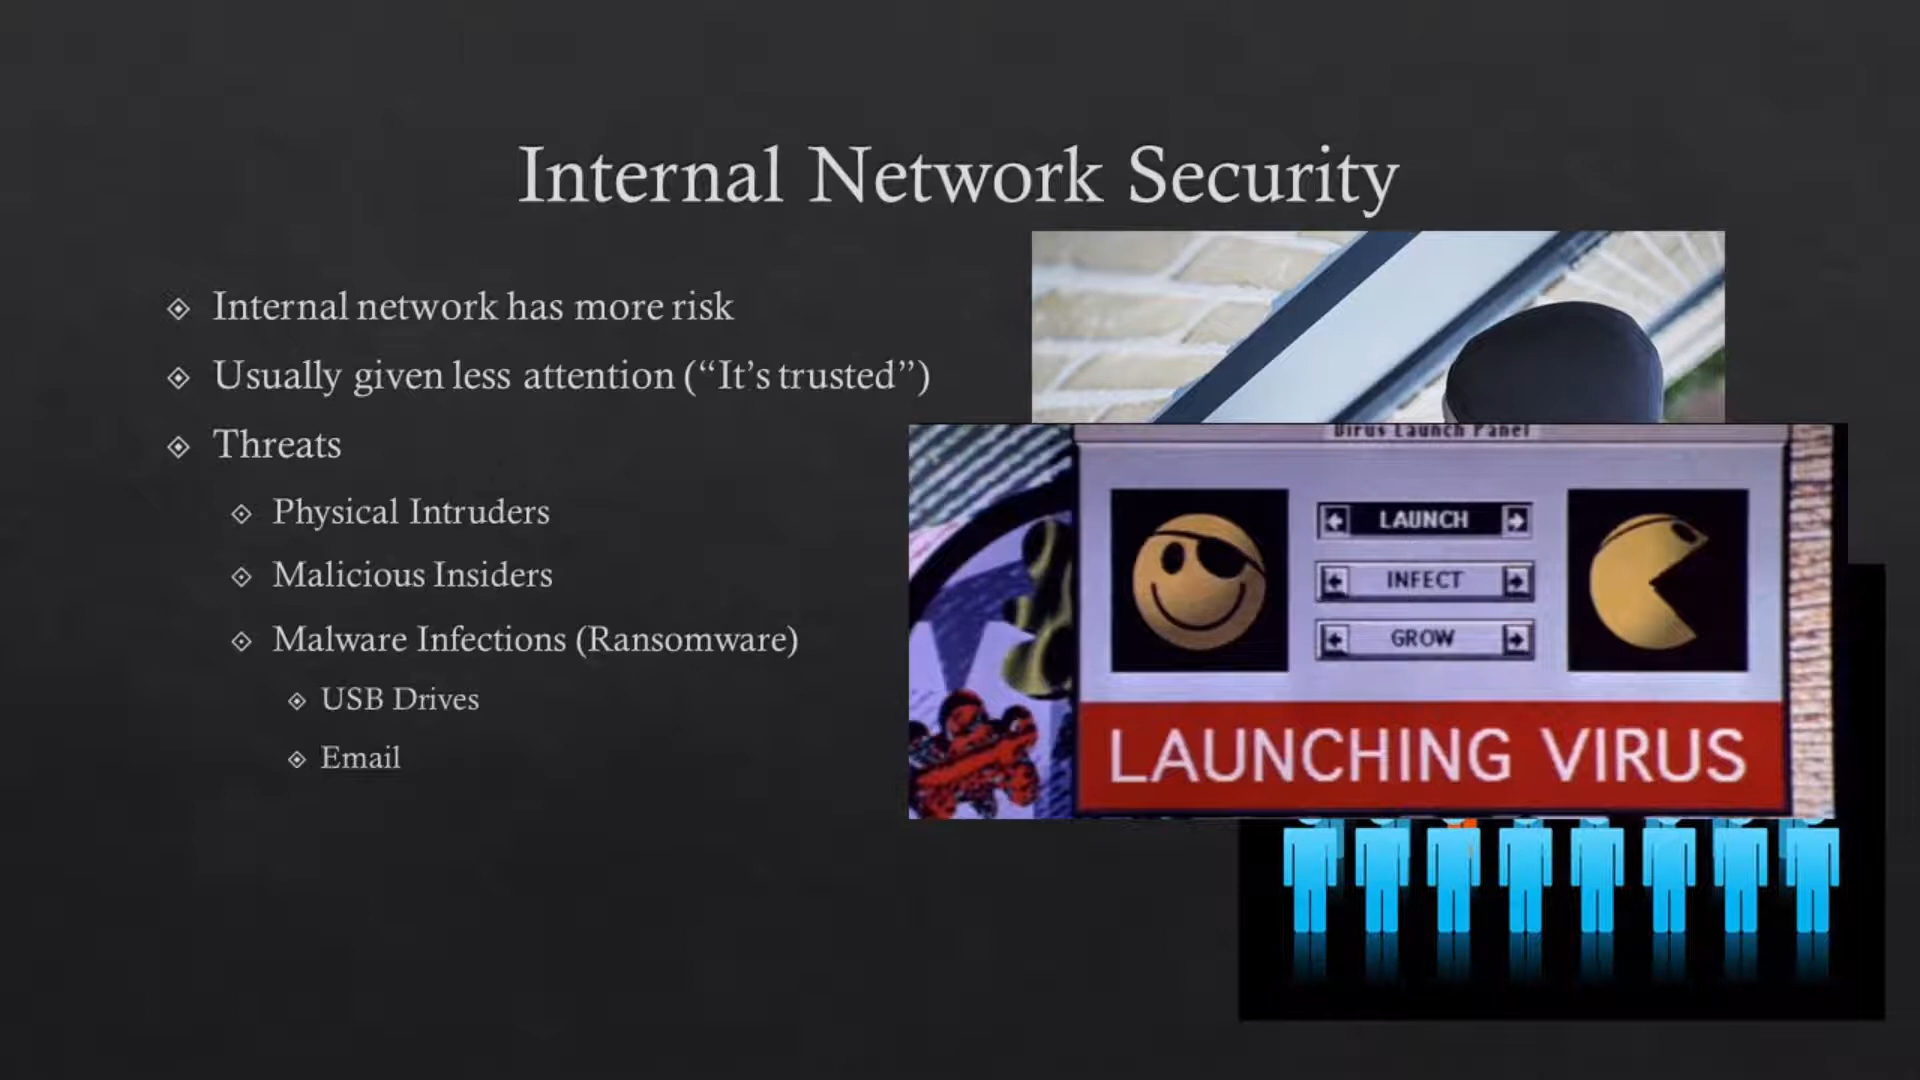 Internal Network Security
Internal network has more risk
Usually given less attention (“It’s trusted”)
Threats
Physical Intruders
Malicious Insiders
Malware Infections (Ransomware)
USB Drives
Email
Virus Launch Panel
LAUNCH
INFECT
GROW
LAUNCHING VIRUS